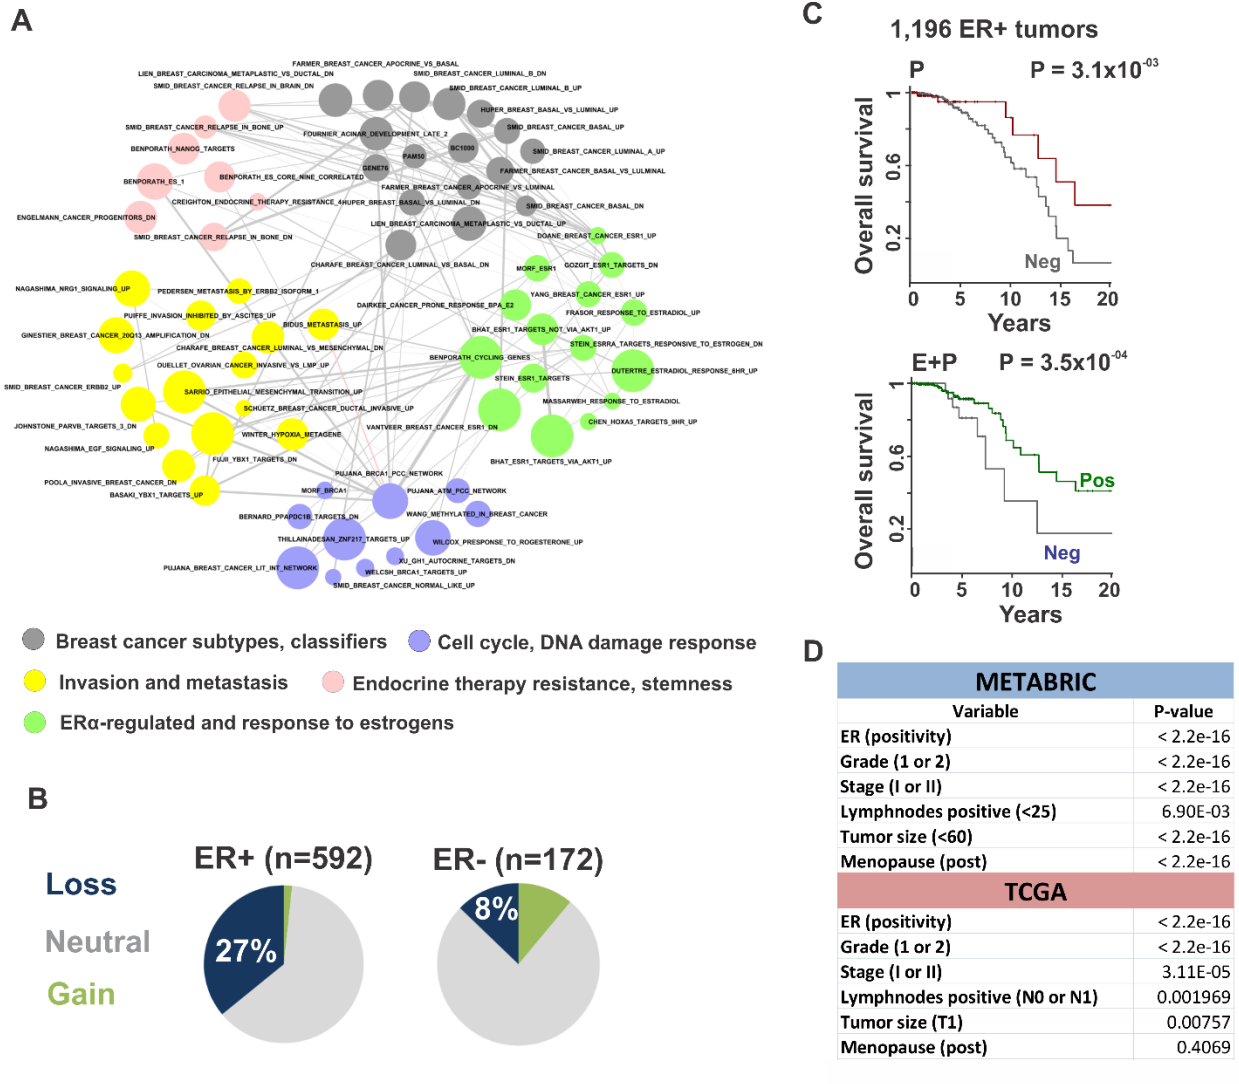 A
FARMER_BREAST_CANCER_APOCRINE_VS_BASAL
LIEN_BREAST_CARCINOMA_METAPLASTIC_VS_DUCTAL_DN
SMID_BREAST_CANCER_LUMINAL_B_DN
SMID_BREAST_CANCER_RELAPSE_IN_BRAIN_DN
SMID_BREAST_CANCER_LUMINAL_B_UP
HUPER_BREAST_BASAL_VS_LUMINAL_UP
SMID_BREAST_CANCER_RELAPSE_IN_BONE_UP
FOURNIER_ACINAR_DEVELOPMENT_LATE_2
SMID_BREAST_CANCER_BASAL_UP
BENPORATH_NANOG_TARGETS
PAM50
BC1000
SMID_BREAST_CANCER_LUMINAL_A_UP
GENE76
FARMER_BREAST_CANCER_BASAL_VS_LULMINAL
BENPORATH_ES_1
BENPORATH_ES_CORE_NINE_CORRELATED
FARMER_BREAST_CANCER_APOCRINE_VS_LUMINAL
CREIGHTON_ENDOCRINE_THERAPY_RESISTANCE_4
HUPER_BREAST_BASAL_VS_LUMINAL_DN
SMID_BREAST_CANCER_BASAL_DN
ENGELMANN_CANCER_PROGENITORS_DN
LIEN_BREAST_CARCINOMA_METAPLASTIC_VS_DUCTAL_UP
SMID_BREAST_CANCER_RELAPSE_IN_BONE_DN
DOANE_BREAST_CANCER_ESR1_UP
CHARAFE_BREAST_CANCER_LUMINAL_VS_BASAL_DN
MORF_ESR1
GOZGIT_ESR1_TARGETS_DN
NAGASHIMA_NRG1_SIGNALING_UP
PEDERSEN_METASTASIS_BY_ERBB2_ISOFORM_1
YANG_BREAST_CANCER_ESR1_UP
DAIRKEE_CANCER_PRONE_RESPONSE_BPA_E2
PUIFFE_INVASION_INHIBITED_BY_ASCITES_UP
FRASOR_RESPONSE_TO_ESTRADIOL_UP
BIDUS_METASTASIS_UP
BHAT_ESR1_TARGETS_NOT_VIA_AKT1_UP
GINESTIER_BREAST_CANCER_20Q13_AMPLIFICATION_DN
CHARAFE_BREAST_CANCER_LUMINAL_VS_MESENCHYMAL_DN
STEIN_ESRRA_TARGETS_RESPONSIVE_TO_ESTROGEN_DN
BENPORATH_CYCLING_GENES
OUELLET_OVARIAN_CANCER_INVASIVE_VS_LMP_UP
DUTERTRE_ESTRADIOL_RESPONSE_6HR_UP
STEIN_ESR1_TARGETS
SMID_BREAST_CANCER_ERBB2_UP
SARRIO_EPITHELIAL_MESENCHYMAL_TRANSITION_UP
MASSARWEH_RESPONSE_TO_ESTRADIOL
SCHUETZ_BREAST_CANCER_DUCTAL_INVASIVE_UP
JOHNSTONE_PARVB_TARGETS_3_DN
VANTVEER_BREAST_CANCER_ESR1_DN
CHEN_HOXA5_TARGETS_9HR_UP
WINTER_HYPOXIA_METAGENE
NAGASHIMA_EGF_SIGNALING_UP
FUJII_YBX1_TARGETS_DN
BHAT_ESR1_TARGETS_VIA_AKT1_UP
PUJANA_BRCA1_PCC_NETWORK
POOLA_INVASIVE_BREAST_CANCER_DN
MORF_BRCA1
PUJANA_ATM_PCC_NETWORK
BASAKI_YBX1_TARGETS_UP
BERNARD_PPAPDC1B_TARGETS_DN
WANG_METHYLATED_IN_BREAST_CANCER
THILLAINADESAN_ZNF217_TARGETS_UP
WILCOX_PRESPONSE_TO_ROGESTERONE_UP
PUJANA_BREAST_CANCER_LIT_INT_NETWORK
XU_GH1_AUTOCRINE_TARGETS_DN
WELCSH_BRCA1_TARGETS_UP
SMID_BREAST_CANCER_NORMAL_LIKE_UP
Breast cancer subtypes, classifiers
Cell cycle, DNA damage response
Invasion and metastasis
Endocrine therapy resistance, stemness
ERα-regulated and response to estrogens
B
ER+ (n=592)
ER- (n=172)
Loss
Neutral
Gain
27%
8%
C
1,196 ER+ tumors
P
P = 3.1x10-03
Overall survival
1
0.6
0.2
Neg
0 5 10 15 20
Years
E+P
P = 3.5x10-04
Overall survival
1
0.6
0.2
Pos
Neg
0 5 10 15 20
Years
D
METABRIC
Variable P-value
ER (positivity) < 2.2e-16
Grade (1 or 2) < 2.2e-16
Stage (I or II) < 2.2e-16
Lymphnodes positive (<25) 6.90E-03
Tumor size (<60) < 2.2e-16
Menopause (post) < 2.2e-16
TCGA
ER (positivity) < 2.2e-16
Grade (1 or 2) < 2.2e-16
Stage (I or II) 3.11E-05
Lymphnodes positive (N0 or N1) 0.001969
Tumor size (T1) 0.00757
Menopause (post) 0.4069